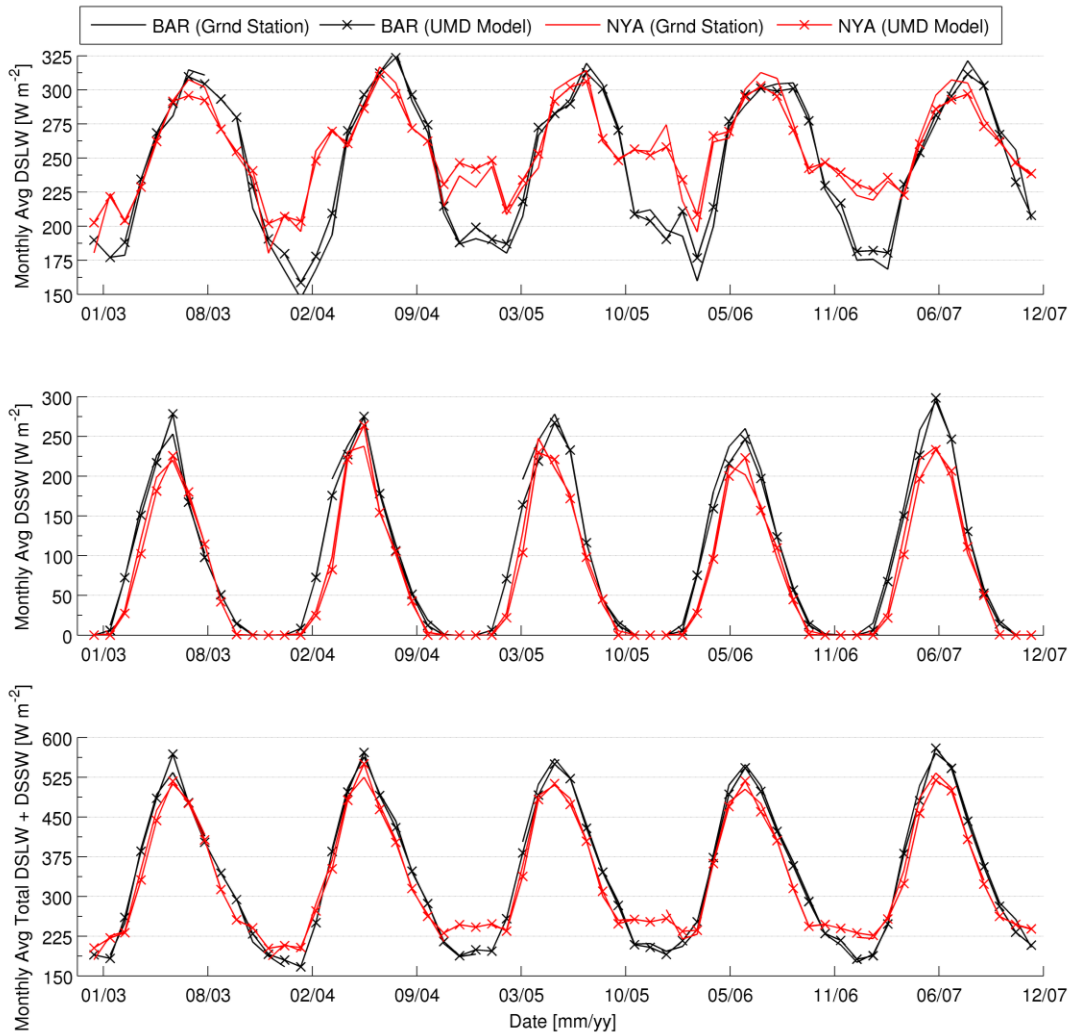 BAR (Grnd Station) BAR (UMD Model) NYA (Grnd Station) NYA (UMD Model)
Monthly Avg DSLW [W m-2]
325
300
275
250
225
200
175
150
01/03 08/03 02/04 09/04 03/05 10/05 05/06 11/06 06/07 12/07
Monthly Avg DSSW [W m-2]
300
250
200
150
100
50
0
01/03 08/03 02/04 09/04 03/05 10/05 05/06 11/06 06/07 12/07
Monthly Avg Total DSLW + DSSW [W m-2]
600
525
450
375
300
225
150
01/03 08/03 02/04 09/04 03/05 10/05 05/06 11/06 06/07 12/07
Date [mm/yy]